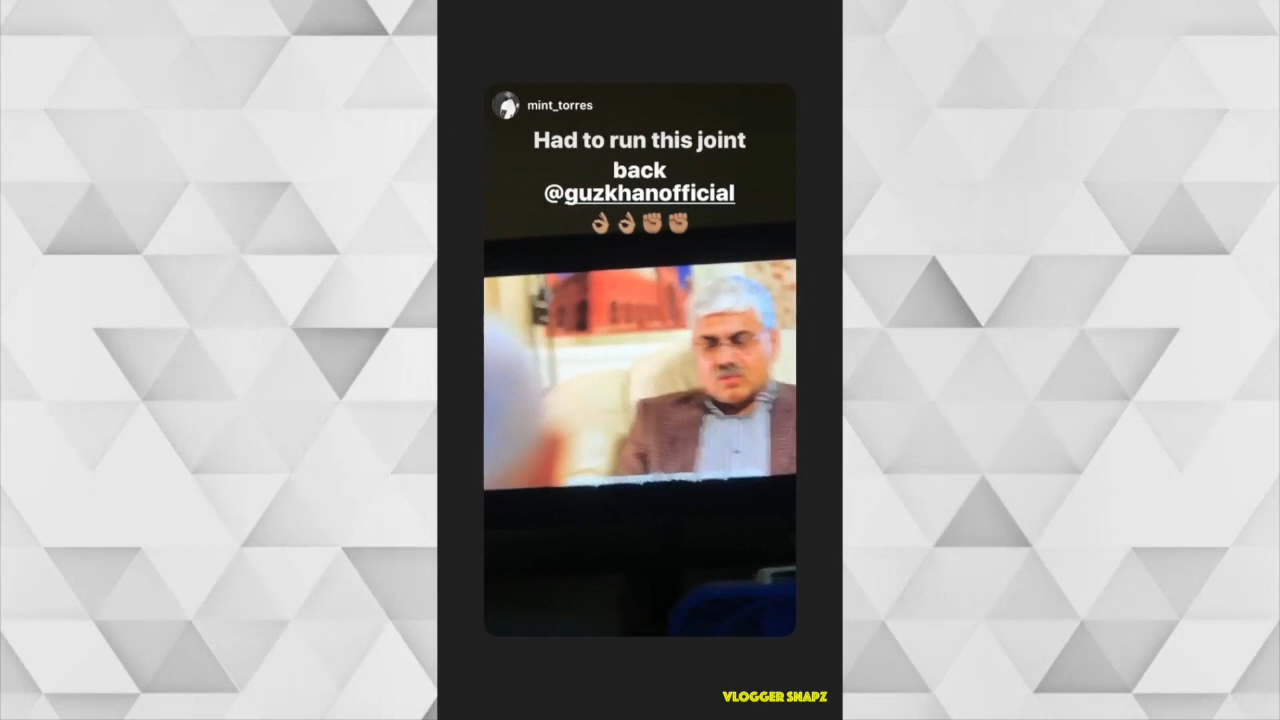 mint_torres
Had to run this joint
back
@guzkhanofficial
👌🏽👌🏽✊🏽✊🏽
VLOGGER SNAPZ